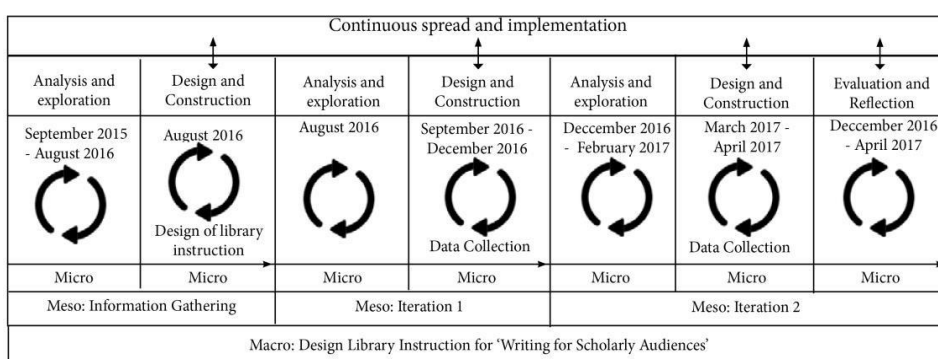 Continuous spread and implementation
Analysis and
exploration
Design and
Construction
Analysis and
exploration
Design and
Construction
Analysis and
exploration
Design and
Construction
Evaluation and
Reflection
September 2015
- August 2016
August 2016
August 2016
September 2016 -
December 2016
Deccember 2016
- February 2017
March 2017 -
April 2017
Deccember 2016
- April 2017
Design of library
instruction
Data Collection
Data Collection
Micro
Micro
Micro
Micro
Micro
Micro
Micro
Meso: Information Gathering
Meso: Iteration 1
Meso: Iteration 2
Macro: Design Library Instruction for ‘Writing for Scholarly Audiences’